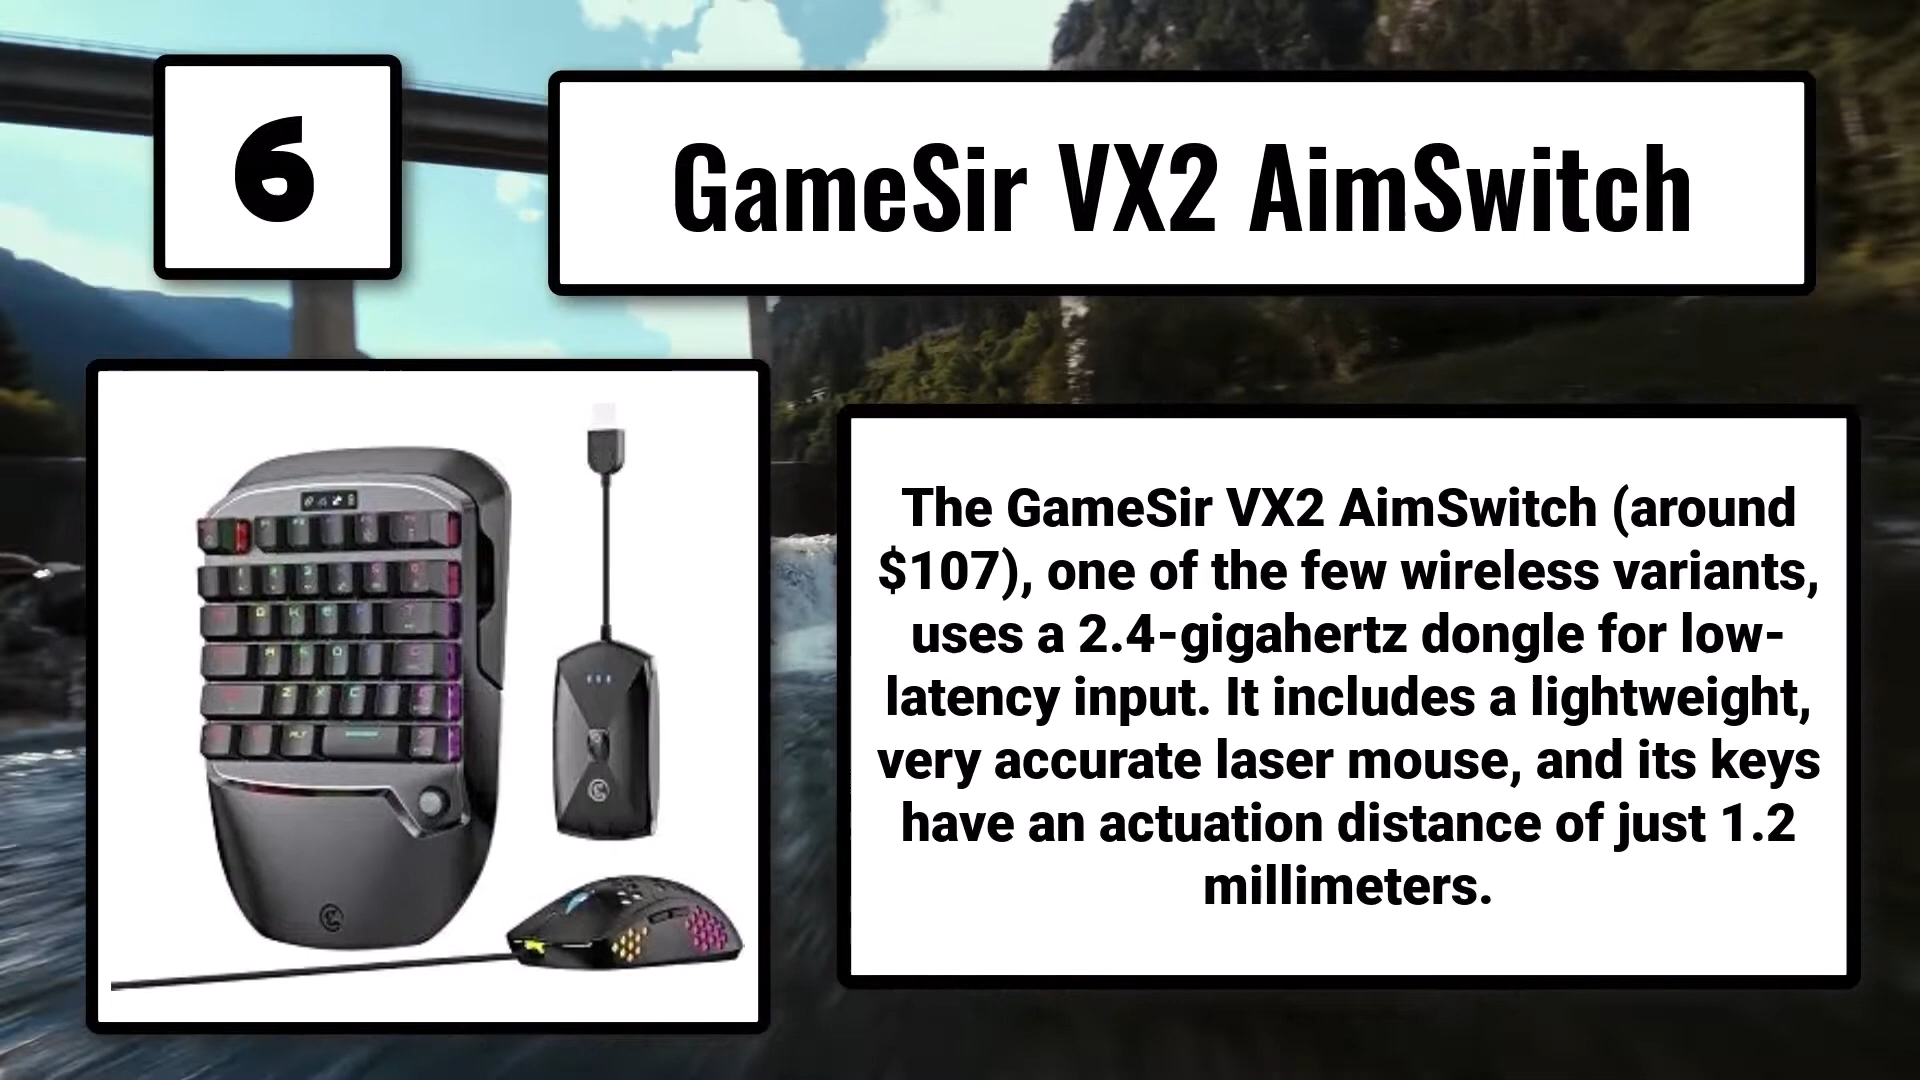 6
GameSir VX2 AimSwitch
The GameSir VX2 AimSwitch (around
$107), one of the few wireless variants,
uses a 2.4-gigahertz dongle for low-
latency input. It includes a lightweight,
very accurate laser mouse, and its keys
have an actuation distance of just 1.2
millimeters.